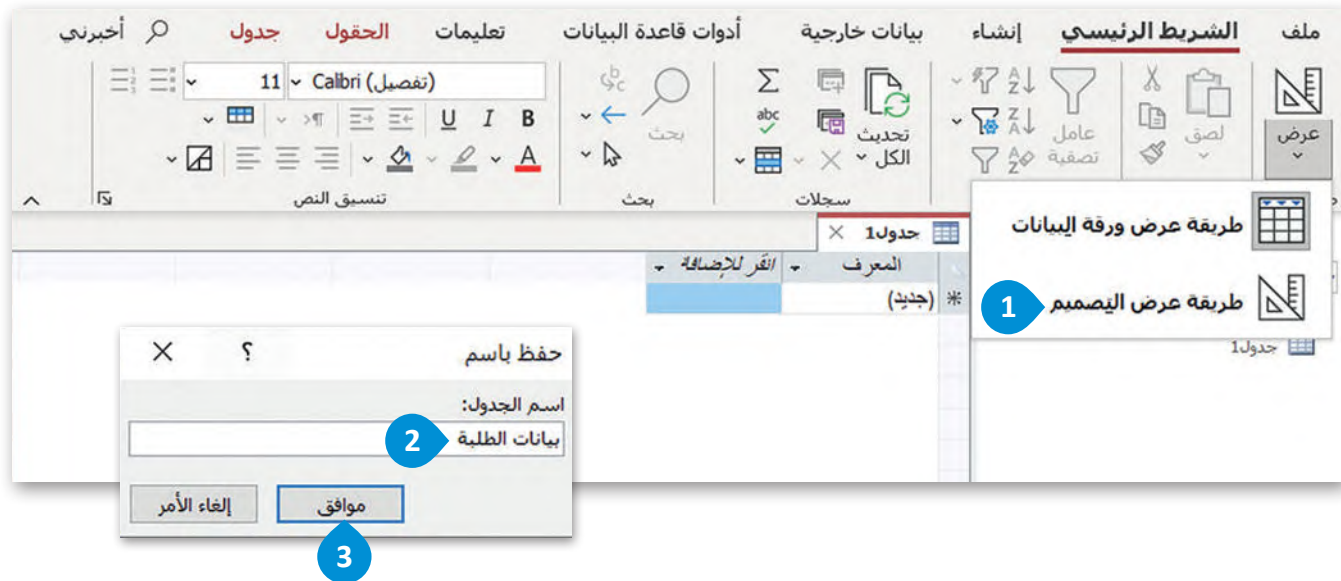 ملف الشريط الرئيسي إنشاء بيانات خارجية أدوات قاعدة البيانات تعليمات الحقول جدول أخبرني
عرض
لصق
عامل تصفية
تحديث الكل
abc
بحث
Calibri (تفصيل) 11
B I U
A
سجلات
بحث
تنسيق النص
طريقة عرض ورقة البيانات
طريقة عرض التصميم
1
جدول1
جدول1
المعرف انقر للإضافة
(جديد)
حفظ باسم ؟
اسم الجدول:
بيانات الطلبة
2
موافق إلغاء الأمر
3